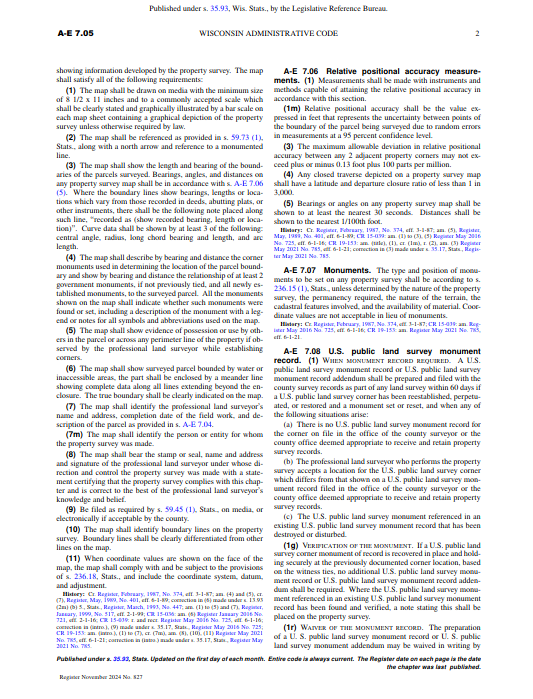 Published under s. 35.93, Wis. Stats., by the Legislative Reference Bureau.
A-E 7.05
WISCONSIN ADMINISTRATIVE CODE
2
showing information developed by the property survey. The map
shall satisfy all of the following requirements:
(1) The map shall be drawn on media with the minimum size
of 8 1/2 x 11 inches and to a commonly accepted scale which
shall be clearly stated and graphically illustrated by a bar scale on
each map sheet containing a graphical depiction of the property
survey unless otherwise required by law.
(2) The map shall be referenced as provided in s. 59.73 (1),
Stats., along with a north arrow and reference to a monumented
line.
(3) The map shall show the length and bearing of the bound-
aries of the parcels surveyed. Bearings, angles, and distances on
any property survey map shall be in accordance with s. A-E 7.06
(5). Where the boundary lines show bearings, lengths or loca-
tions which vary from those recorded in deeds, abutting plats, or
other instruments, there shall be the following note placed along
such line, “recorded as (show recorded bearing, length or loca-
tion)”. Curve data shall be shown by at least 3 of the following:
central angle, radius, long chord bearing and length, and arc
length.
(4) The map shall describe by bearing and distance the corner
monuments used in determining the location of the parcel bound-
ary and show by bearing and distance the relationship of at least 2
government monuments, if not previously tied, and all newly es-
tablished monuments, to the surveyed parcel. All the monuments
shown on the map shall indicate whether such monuments were
found or set, including a description of the monument with a leg-
end or notes for all symbols and abbreviations used on the map.
(5) The map shall show evidence of possession or use by oth-
ers in the parcel or across any perimeter line of the property if ob-
served by the professional land surveyor while establishing
corners.
(6) The map shall show surveyed parcel bounded by water or
inaccessible areas, the part shall be enclosed by a meander line
showing complete data along all lines extending beyond the en-
closure. The true boundary shall be clearly indicated on the map.
(7) The map shall identify the professional land surveyor’s
name and address, completion date of the field work, and de-
scription of the parcel as provided in s. A-E 7.04.
(7m) The map shall identify the person or entity for whom
the property survey was made.
(8) The map shall bear the stamp or seal, name and address
and signature of the professional land surveyor under whose di-
rection and control the property survey was made with a state-
ment certifying that the property survey complies with this chap-
ter and is correct to the best of the professional land surveyor’s
knowledge and belief.
(9) Be filed as required by s. 59.45 (1), Stats., on media, or
electronically if acceptable by the county.
(10) The map shall identify boundary lines on the property
survey. Boundary lines shall be clearly differentiated from other
lines on the map.
(11) When coordinate values are shown on the face of the
map, the map shall comply with and be subject to the provisions
of s. 236.18, Stats., and include the coordinate system, datum,
and adjustment.
History: Cr. Register, February, 1987, No. 374, eff. 3-1-87; am. (4) and (5), cr.
(7), Register, May, 1989, No. 401, eff. 6-1-89; correction in (6) made under s. 13.93
(2m) (b) 5., Stats., Register, March, 1993, No. 447; am. (1) to (5) and (7), Register,
January, 1999, No. 517, eff. 2-1-99; CR 15-036: am. (6) Register January 2016 No.
721, eff. 2-1-16; CR 15-039: r. and recr. Register May 2016 No. 725, eff. 6-1-16;
correction in (intro.), (9) made under s. 35.17, Stats., Register May 2016 No. 725;
CR 19-153: am. (intro.), (1) to (7), cr. (7m), am. (8), (10), (11) Register May 2021
No. 785, eff. 6-1-21; correction in (intro.) made under s. 35.17, Stats., Register May
2021 No. 785.
A-E 7.06 Relative positional accuracy measure-
ments. (1) Measurements shall be made with instruments and
methods capable of attaining the relative positional accuracy in
accordance with this section.
(1m) Relative positional accuracy shall be the value ex-
pressed in feet that represents the uncertainty between points of
the boundary of the parcel being surveyed due to random errors
in measurements at a 95 percent confidence level.
(3) The maximum allowable deviation in relative positional
accuracy between any 2 adjacent property corners may not ex-
ceed plus or minus 0.13 foot plus 100 parts per million.
(4) Any closed traverse depicted on a property survey map
shall have a latitude and departure closure ratio of less than 1 in
3,000.
(5) Bearings or angles on any property survey map shall be
shown to at least the nearest 30 seconds. Distances shall be
shown to the nearest 1/100th foot.
History: Cr. Register, February, 1987, No. 374, eff. 3-1-87; am. (5), Register,
May, 1989, No. 401, eff. 6-1-89; CR 15-039: am. (1) to (3), (5) Register May 2016
No. 725, eff. 6-1-16; CR 19-153: am. (title), (1), cr. (1m), r. (2), am. (3) Register
May 2021 No. 785, eff. 6-1-21; correction in (3) made under s. 35.17, Stats., Regis-
ter May 2021 No. 785.
A-E 7.07 Monuments. The type and position of monu-
ments to be set on any property survey shall be according to s.
236.15 (1), Stats., unless determined by the nature of the property
survey, the permanency required, the nature of the terrain, the
cadastral features involved, and the availability of material. Coor-
dinate values are not acceptable in lieu of monuments.
History: Cr. Register, February, 1987, No. 374, eff. 3-1-87; CR 15-039: am. Reg-
ister May 2016 No. 725, eff. 6-1-16; CR 19-153: am. Register May 2021 No. 785,
eff. 6-1-21.
A-E 7.08 U.S. public land survey monument
record. (1) WHEN MONUMENT RECORD REQUIRED. A U.S.
public land survey monument record or U.S. public land survey
monument record addendum shall be prepared and filed with the
county survey records as part of any land survey within 60 days if
a U.S. public land survey corner has been reestablished, perpet-
uated, or restored and a monument set or reset, and when any of
the following situations arise:
(a) There is no U.S. public land survey monument record for
the corner on file in the office of the county surveyor or the
county office deemed appropriate to receive and retain property
survey records.
(b) The professional land surveyor who performs the property
survey accepts a location for the U.S. public land survey corner
which differs from that shown on a U.S. public land survey mon-
ument record filed in the office of the county surveyor or the
county office deemed appropriate to receive and retain property
survey records.
(c) The U.S. public land survey monument referenced in an
existing U.S. public land survey monument record has been
destroyed or disturbed.
(1g) VERIFICATION OF THE MONUMENT. If a U.S. public land
survey corner monument of record is recovered in place and hold-
ing securely at the previously documented corner location, based
on the witness ties, no additional U.S. public land survey monu-
ment record or U.S. public land survey monument record adden-
dum shall be required. Where the U.S. public land survey monu-
ment referenced in an existing U.S. public land survey monument
record has been found and verified, a note stating this shall be
placed on the property survey.
(1r) WAIVER OF THE MONUMENT RECORD. The preparation
of a U. S. public land survey monument record or U. S. public
land survey monument addendum may be waived in writing by
Published under s. 35.93, Stats. Updated on the first day of each month. Entire code is always current. The Register date on each page is the date
the chapter was last published.
Register November 2024 No. 827